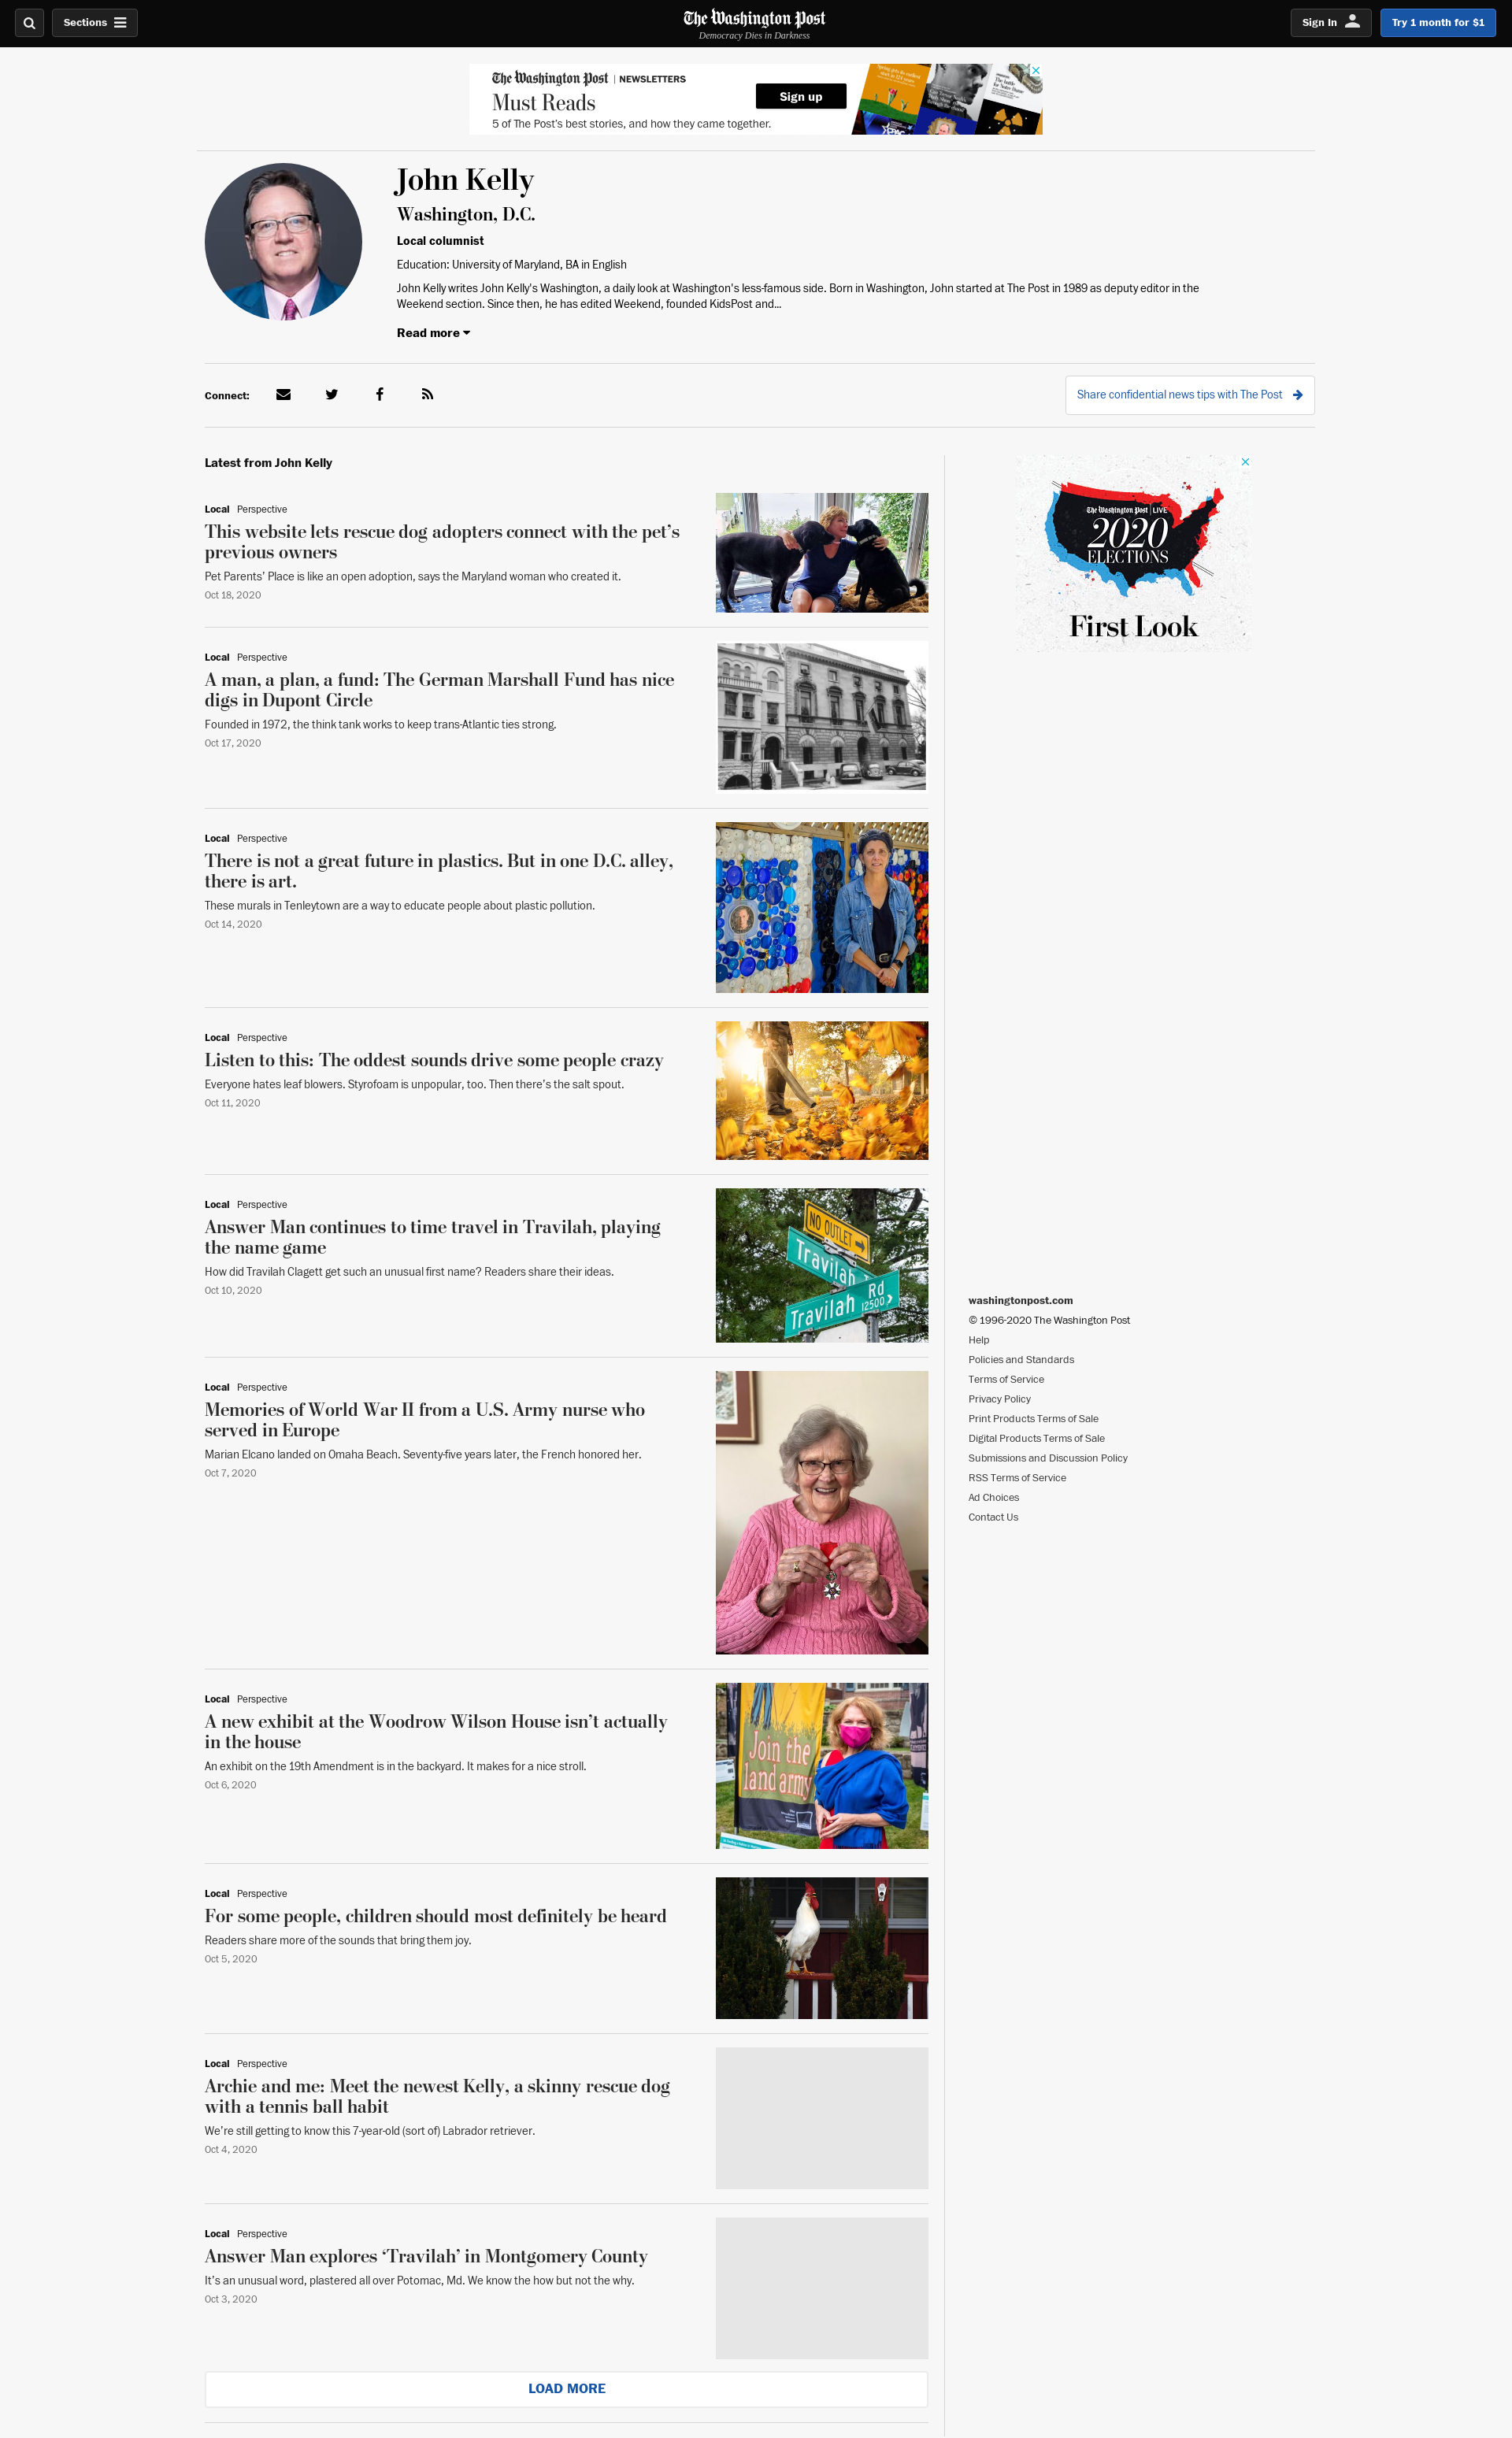 Sections
The Washington Post
Democracy Dies in Darkness
Sign In
Try 1 month for $1
The Washington Post | NEWSLETTERS
Must Reads
5 of The Post's best stories, and how they came together.
Sign up
John Kelly
Washington, D.C.
Local columnist
Education: University of Maryland, BA in English
John Kelly writes John Kelly's Washington, a daily look at Washington's less-famous side. Born in Washington, John started at The Post in 1989 as deputy editor in the
Weekend section. Since then, he has edited Weekend, founded KidsPost and...
Read more
Connect:
Share confidential news tips with The Post
Latest from John Kelly
Local Perspective
This website lets rescue dog adopters connect with the pet’s
previous owners
Pet Parents’ Place is like an open adoption, says the Maryland woman who created it.
Oct 18, 2020
The Washington Post | LIVE
2020
ELECTIONS
First Look
Local Perspective
A man, a plan, a fund: The German Marshall Fund has nice
digs in Dupont Circle
Founded in 1972, the think tank works to keep trans-Atlantic ties strong.
Oct 17, 2020
Local Perspective
There is not a great future in plastics. But in one D.C. alley,
there is art.
These murals in Tenleytown are a way to educate people about plastic pollution.
Oct 14, 2020
Local Perspective
Listen to this: The oddest sounds drive some people crazy
Everyone hates leaf blowers. Styrofoam is unpopular, too. Then there’s the salt spout.
Oct 11, 2020
Local Perspective
Answer Man continues to time travel in Travilah, playing
the name game
How did Travilah Clagett get such an unusual first name? Readers share their ideas.
Oct 10, 2020
NO OUTLET
Travilah
Travilah Rd
12500
Local Perspective
Memories of World War II from a U.S. Army nurse who
served in Europe
Marian Elcano landed on Omaha Beach. Seventy-five years later, the French honored her.
Oct 7, 2020
Local Perspective
A new exhibit at the Woodrow Wilson House isn’t actually
in the house
An exhibit on the 19th Amendment is in the backyard. It makes for a nice stroll.
Oct 6, 2020
Join the
land army
Local Perspective
For some people, children should most definitely be heard
Readers share more of the sounds that bring them joy.
Oct 5, 2020
Local Perspective
Archie and me: Meet the newest Kelly, a skinny rescue dog
with a tennis ball habit
We’re still getting to know this 7-year-old (sort of) Labrador retriever.
Oct 4, 2020
Local Perspective
Answer Man explores ‘Travilah’ in Montgomery County
It’s an unusual word, plastered all over Potomac, Md. We know the how but not the why.
Oct 3, 2020
LOAD MORE
washingtonpost.com
© 1996-2020 The Washington Post
Help
Policies and Standards
Terms of Service
Privacy Policy
Print Products Terms of Sale
Digital Products Terms of Sale
Submissions and Discussion Policy
RSS Terms of Service
Ad Choices
Contact Us